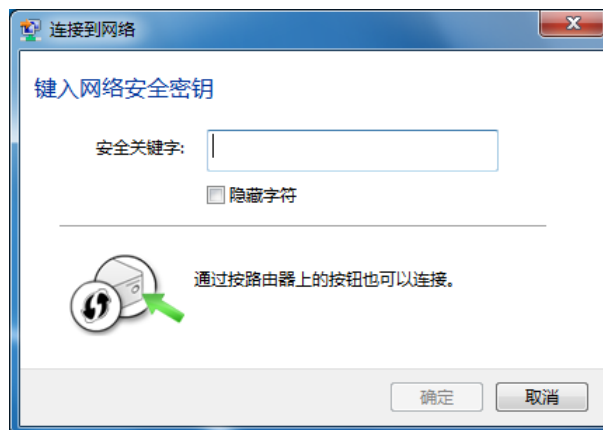 连接到网络
键入网络安全密钥
安全关键字:
隐藏字符
通过按路由器上的按钮也可以连接。
确定
取消